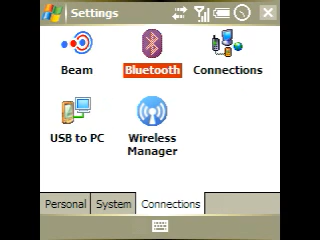 Settings
Beam
Bluetooth
Connections
USB to PC
Wireless
Manager
Personal
System
Connections